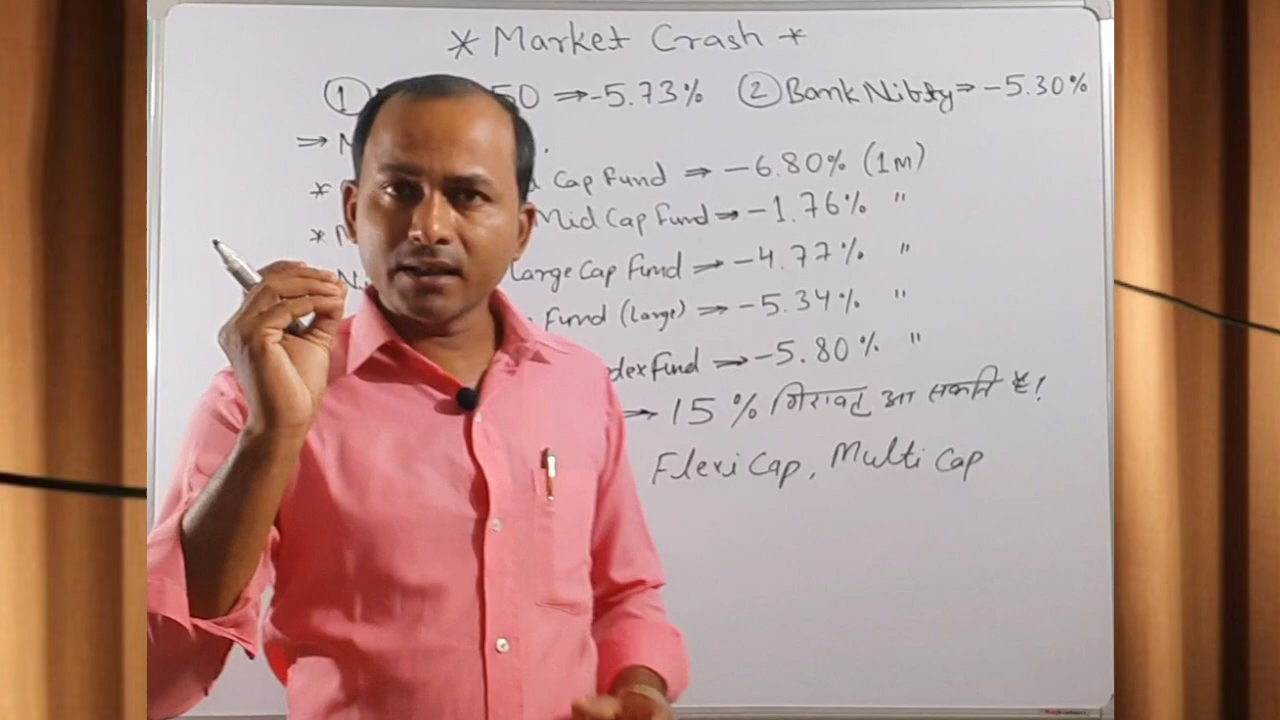 * Market Crash *
① 50 ⇒ -5.73% ② Bank Nifty ⇒ -5.30%
⇒
* Cap Fund ⇒ -6.80% (1m)
* Mid Cap Fund ⇒ -1.76% "
Large Cap Fund ⇒ -4.77% "
Fund (Large) ⇒ -5.34% "
dex Fund ⇒ -5.80% "
⇒ 15% गिरावट आ सकती है!
Flexi Cap, Multi Cap